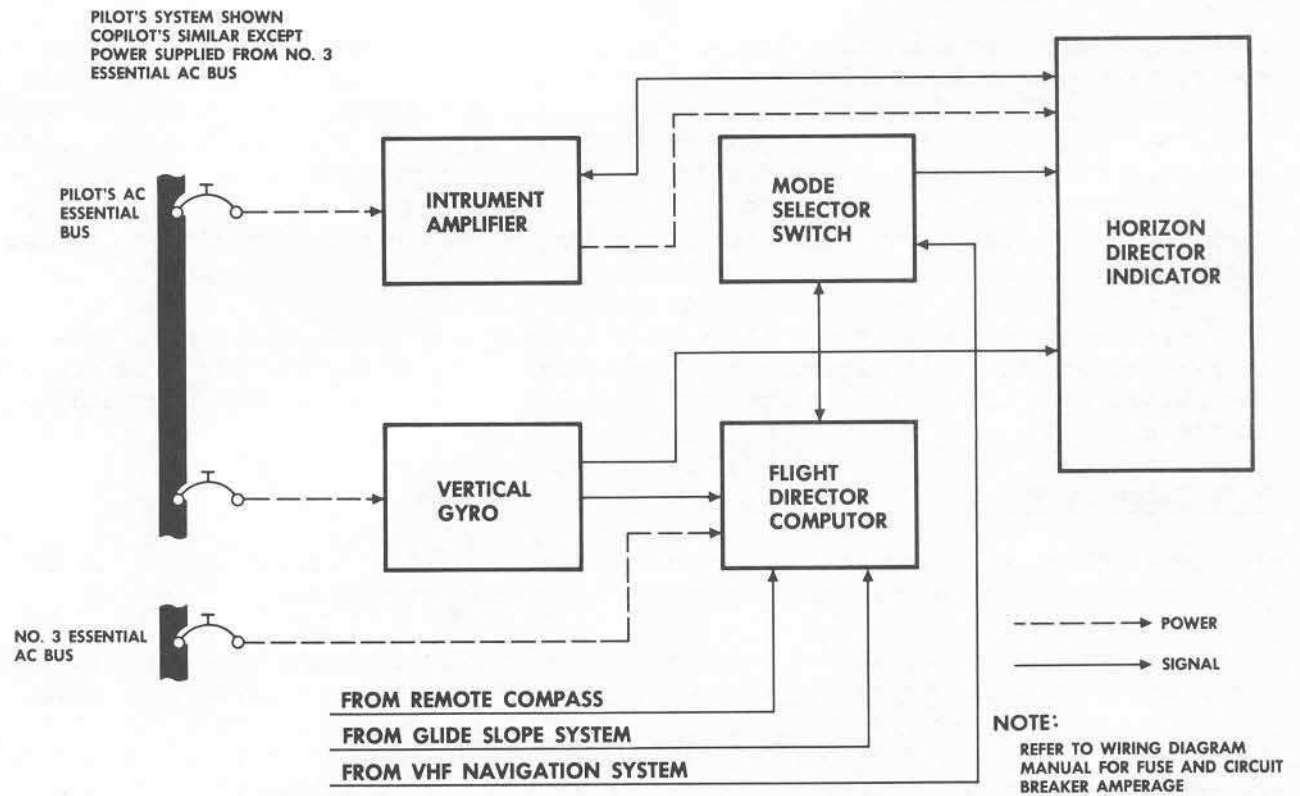 PILOT'S SYSTEM SHOWN
COPILOT'S SIMILAR EXCEPT
POWER SUPPLIED FROM NO. 3
ESSENTIAL AC BUS
PILOT'S AC
ESSENTIAL
BUS
INTRUMENT
AMPLIFIER
MODE
SELECTOR
SWITCH
HORIZON
DIRECTOR
INDICATOR
VERTICAL
GYRO
FLIGHT
DIRECTOR
COMPUTOR
NO. 3 ESSENTIAL
AC BUS
POWER
SIGNAL
FROM REMOTE COMPASS
FROM GLIDE SLOPE SYSTEM
FROM VHF NAVIGATION SYSTEM
NOTE:
REFER TO WIRING DIAGRAM
MANUAL FOR FUSE AND CIRCUIT
BREAKER AMPERAGE